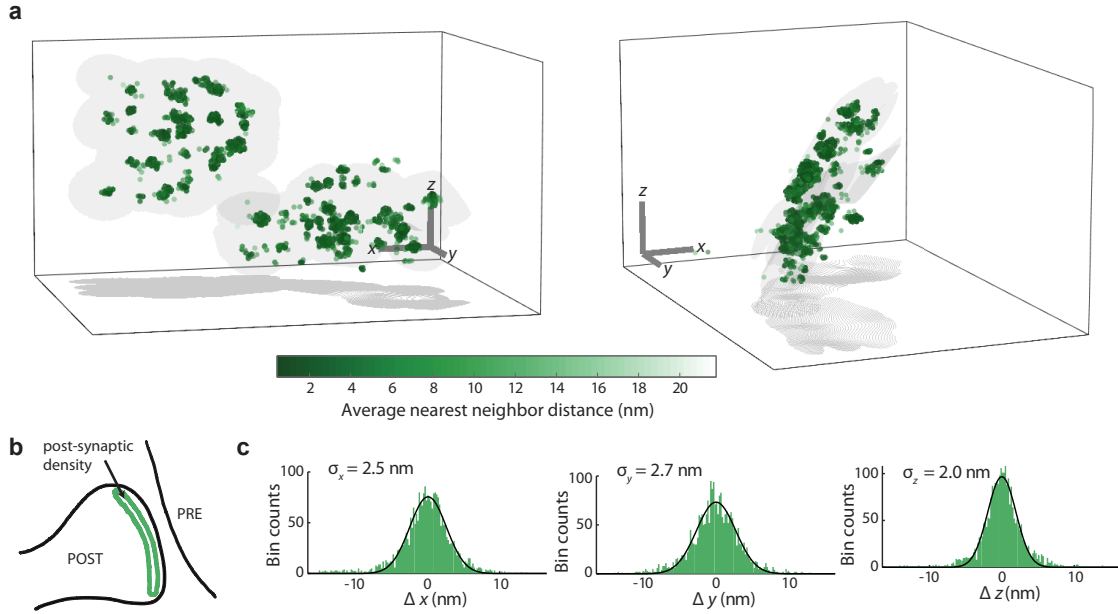 a
z
x
y
z
x
y
2 4 6 8 10 12 14 16 18 20
Average nearest neighbor distance (nm)
b
post-synaptic
density
PRE
POST
c
σx = 2.5 nm
100
50
0
Bin counts
-10 0 10
Δ x (nm)
σy = 2.7 nm
100
50
0
Bin counts
-10 0 10
Δ y (nm)
σz = 2.0 nm
100
50
0
Bin counts
-10 0 10
Δ z (nm)